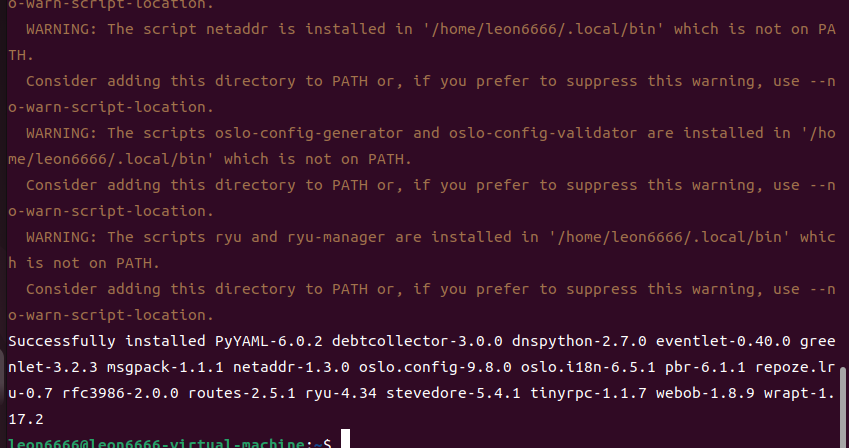 o-warn-script-location.
  WARNING: The script netaddr is installed in '/home/leon6666/.local/bin' which is not on PA
TH.
  Consider adding this directory to PATH or, if you prefer to suppress this warning, use --n
o-warn-script-location.
  WARNING: The scripts oslo-config-generator and oslo-config-validator are installed in '/ho
me/leon6666/.local/bin' which is not on PATH.
  Consider adding this directory to PATH or, if you prefer to suppress this warning, use --n
o-warn-script-location.
  WARNING: The scripts ryu and ryu-manager are installed in '/home/leon6666/.local/bin' whic
h is not on PATH.
  Consider adding this directory to PATH or, if you prefer to suppress this warning, use --n
o-warn-script-location.
Successfully installed PyYAML-6.0.2 debtcollector-3.0.0 dnspython-2.7.0 eventlet-0.40.0 gree
nlet-3.2.3 msgpack-1.1.1 netaddr-1.3.0 oslo.config-9.8.0 oslo.i18n-6.5.1 pbr-6.1.1 repoze.lr
u-0.7 rfc3986-2.0.0 routes-2.5.1 ryu-4.34 stevedore-5.4.1 tinyrpc-1.1.7 webob-1.8.9 wrapt-1.
17.2
leon6666@leon6666-virtual-machine:~$